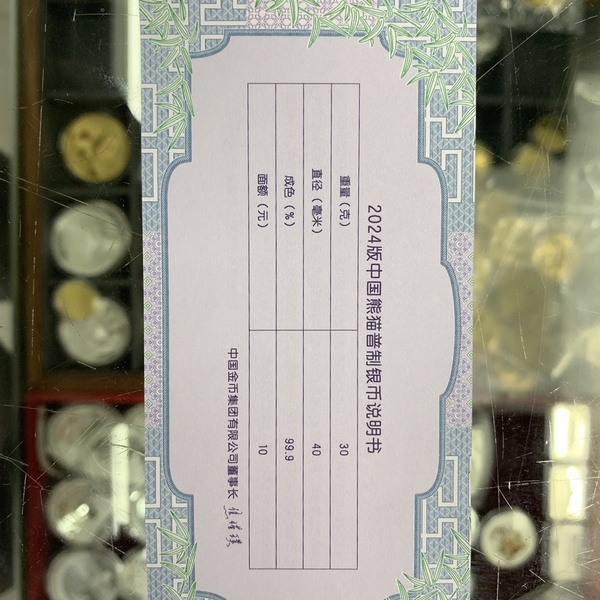 2024版中国熊猫普制银币说明书
重量（克） 30
直径（毫米） 40
成色（%） 99.9
面额（元） 10
中国金币集团有限公司董事长